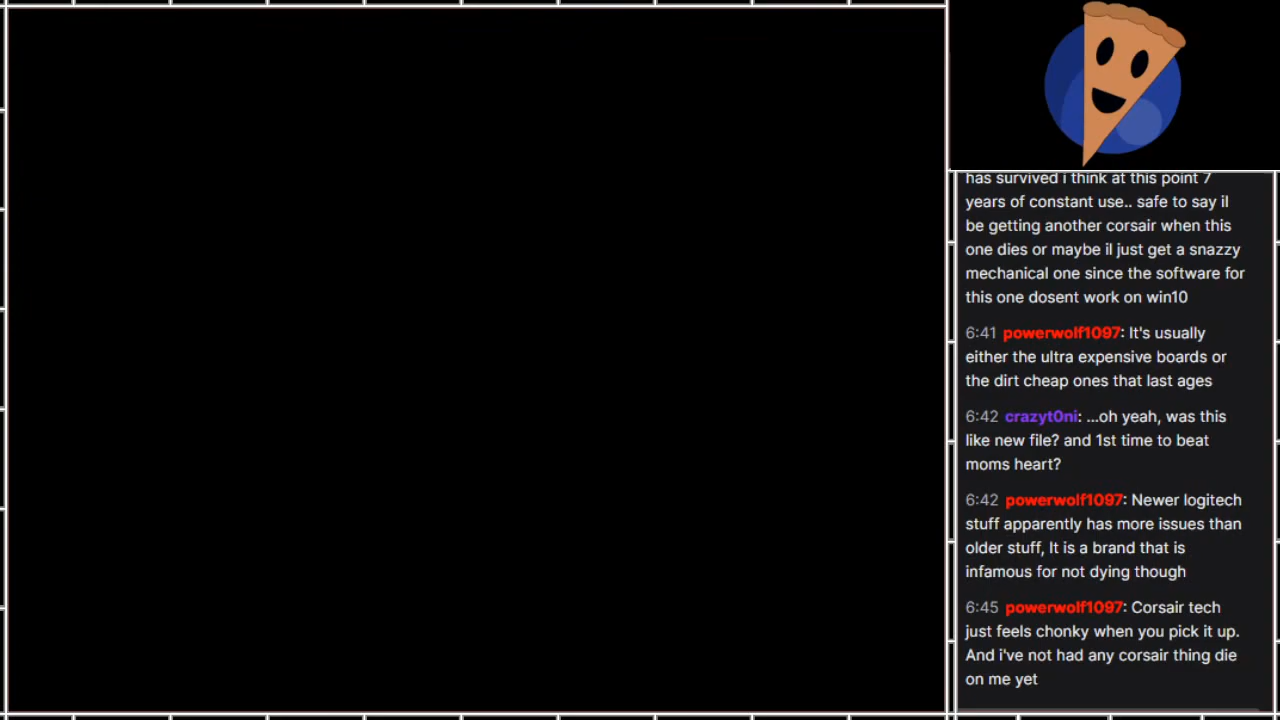 has survived i think at this point 7
years of constant use.. safe to say il
be getting another corsair when this
one dies or maybe il just get a snazzy
mechanical one since the software for
this one dosent work on win10
6:41 powerwolf1097: It's usually
either the ultra expensive boards or
the dirt cheap ones that last ages
6:42 crazyt0ni: ...oh yeah, was this
like new file? and 1st time to beat
moms heart?
6:42 powerwolf1097: Newer logitech
stuff apparently has more issues than
older stuff, It is a brand that is
infamous for not dying though
6:45 powerwolf1097: Corsair tech
just feels chonky when you pick it up.
And i've not had any corsair thing die
on me yet